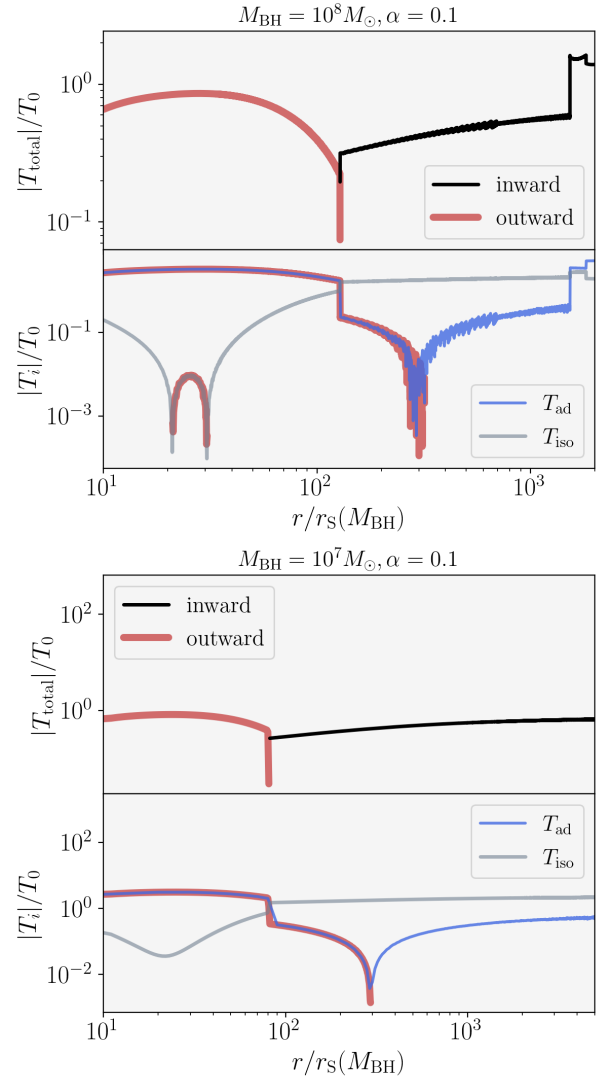 M_BH = 10^8 M_⊙, α = 0.1
|T_total|/T_0
10^0
10^−1
inward
outward
|T_i|/T_0
10^−1
10^−3
T_ad
T_iso
10^1
10^2
10^3
r/r_S(M_BH)
M_BH = 10^7 M_⊙, α = 0.1
|T_total|/T_0
10^2
10^0
inward
outward
|T_i|/T_0
10^2
10^0
10^−2
T_ad
T_iso
10^1
10^2
10^3
r/r_S(M_BH)